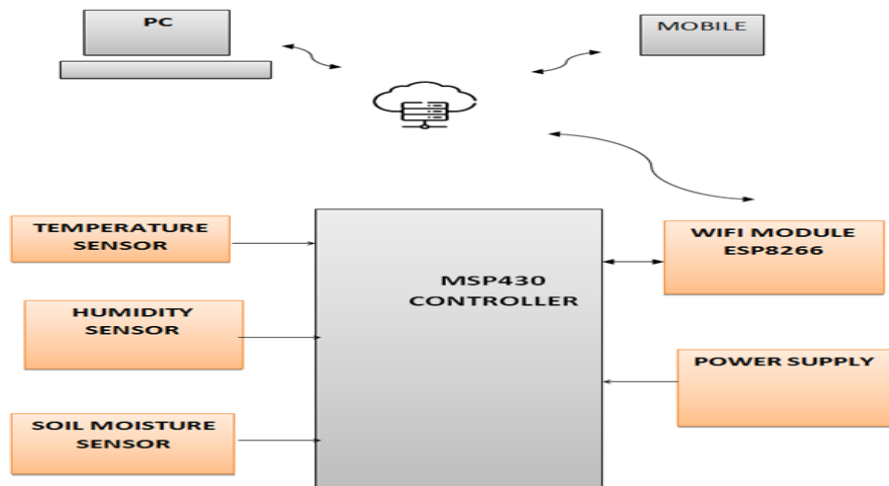 PC
MOBILE
TEMPERATURE
SENSOR
HUMIDITY
SENSOR
SOIL MOISTURE
SENSOR
MSP430
CONTROLLER
WIFI MODULE
ESP8266
POWER SUPPLY